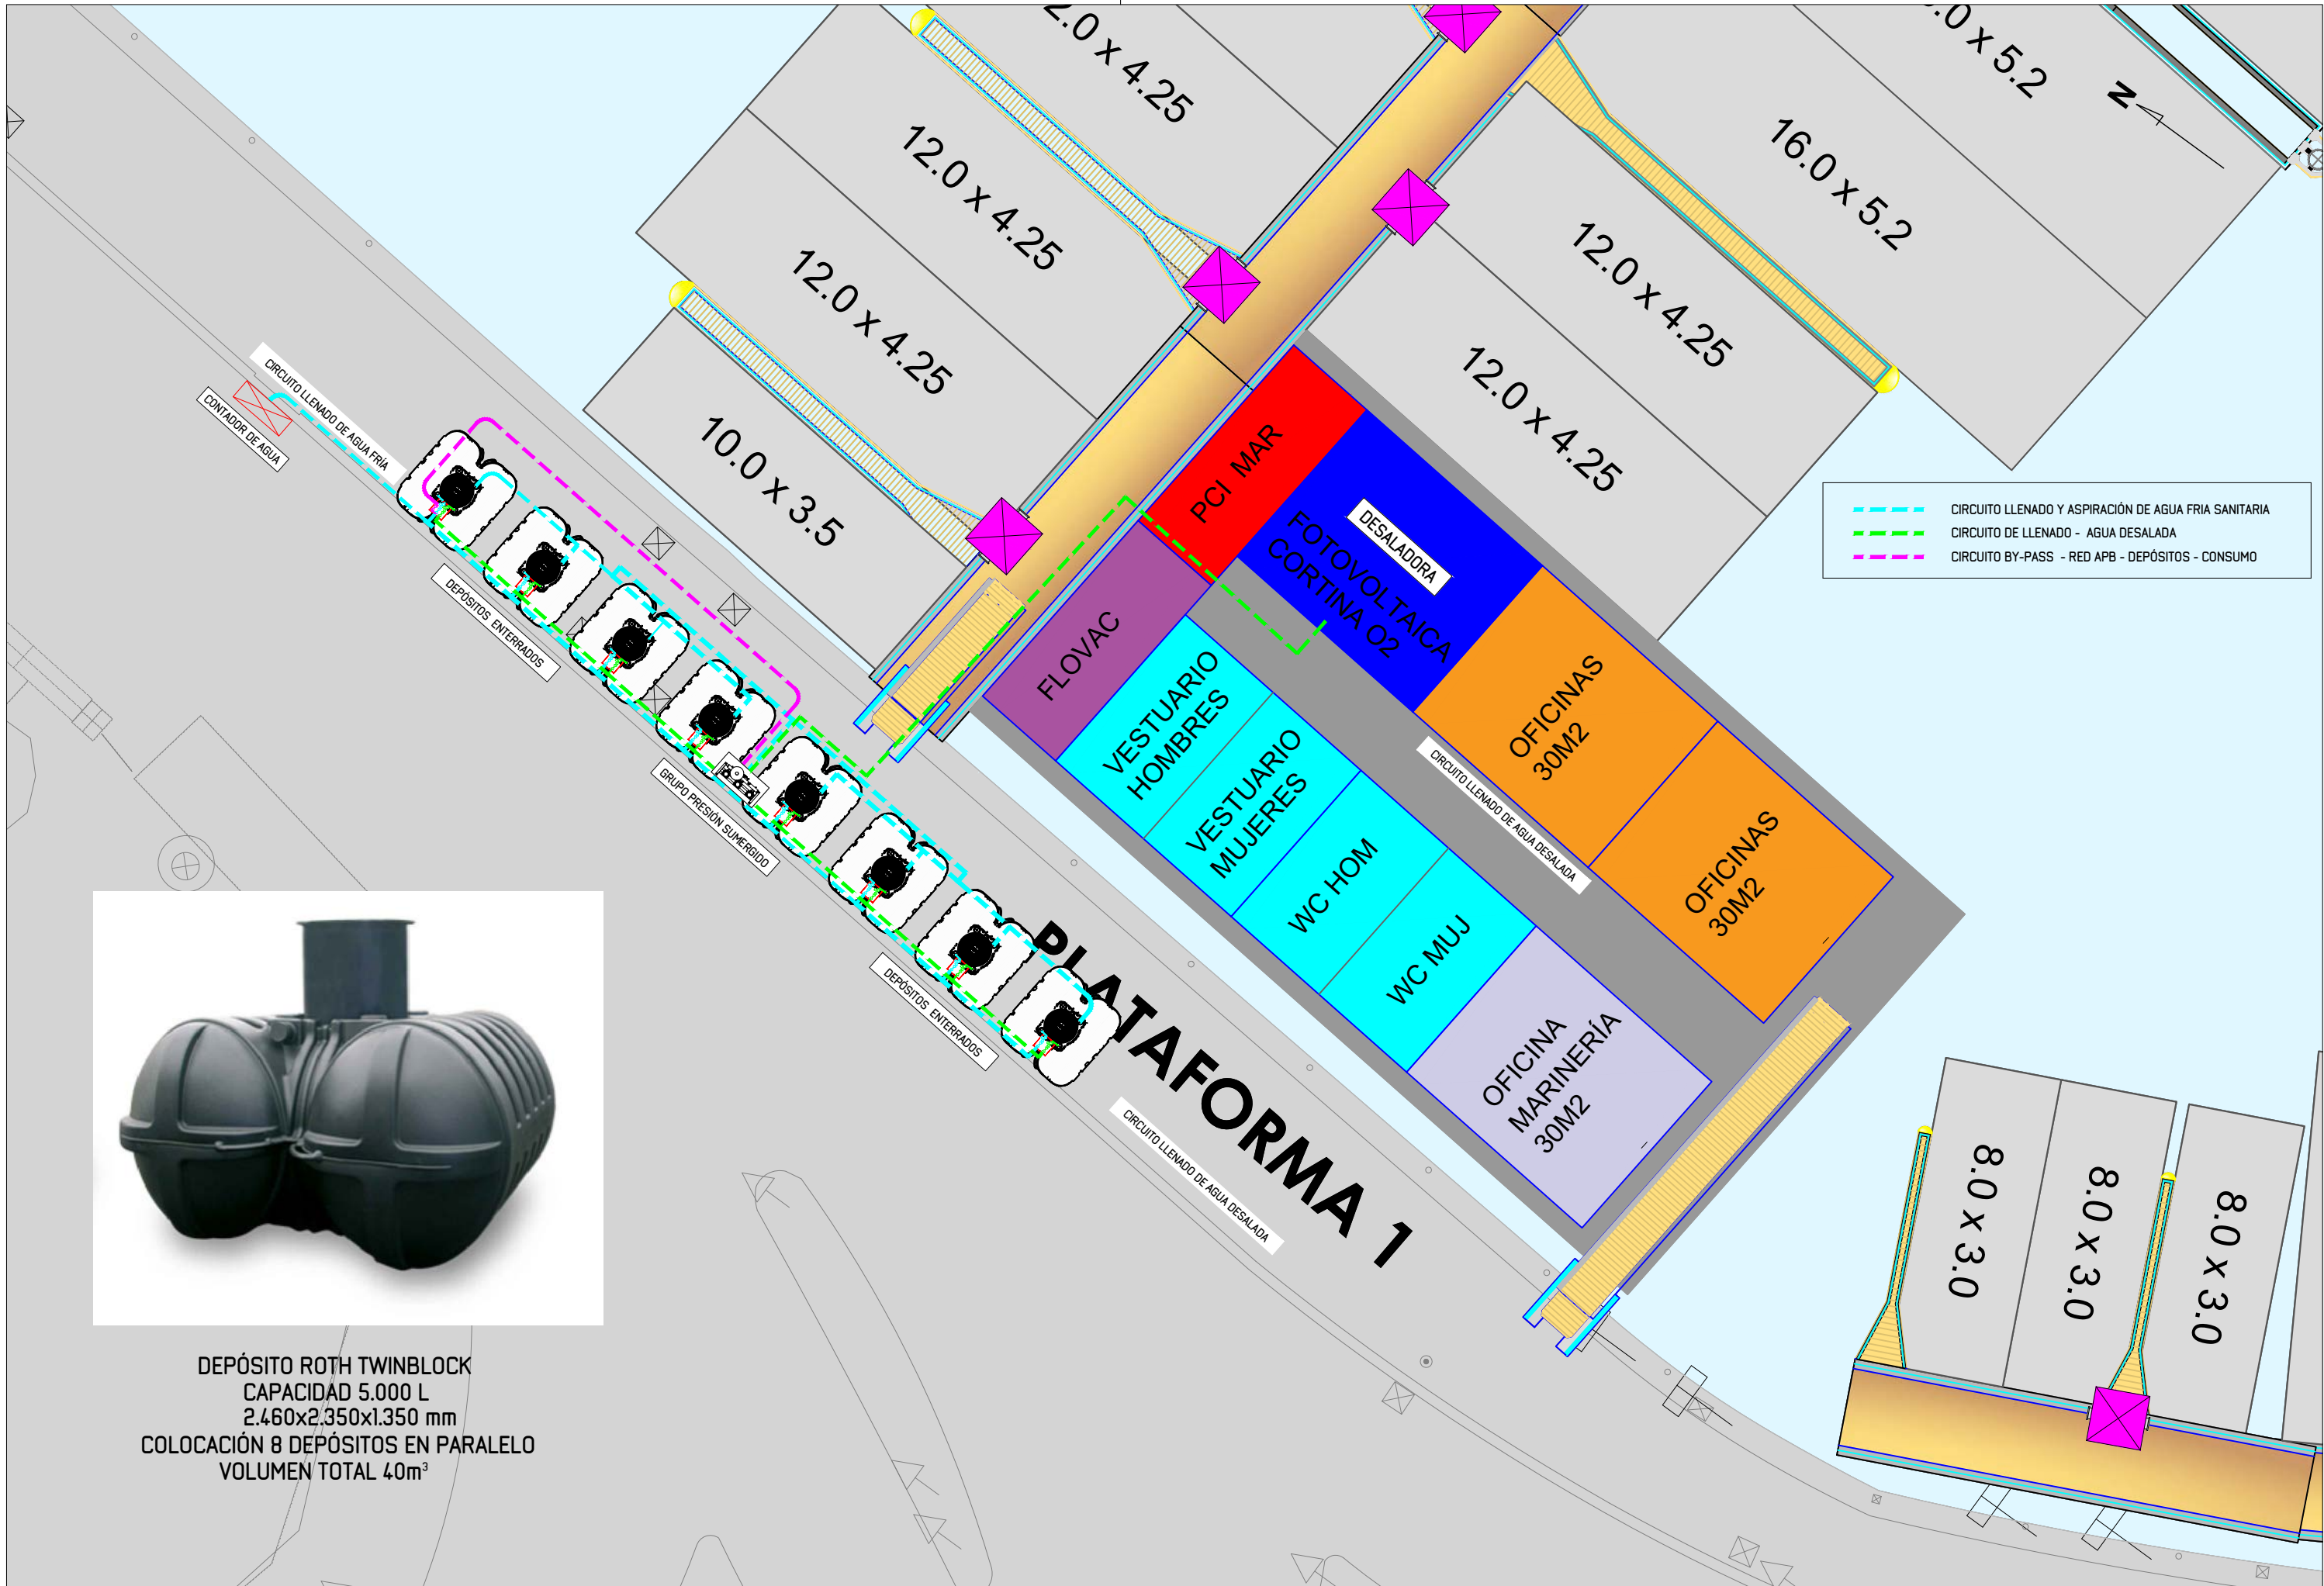 2.0 x 4.25
12.0 x 4.25
12.0 x 4.25
10.0 x 3.5
.0 x 5.2
N
16.0 x 5.2
12.0 x 4.25
12.0 x 4.25
CIRCUITO LLENADO DE AGUA FRÍA
CONTADOR DE AGUA
DEPÓSITOS ENTERRADOS
GRUPO PRESIÓN SUMERGIDO
DEPÓSITOS ENTERRADOS
CIRCUITO LLENADO DE AGUA DESALADA
PLATAFORMA 1
PCI MAR
FOTOVOLTAICA
CORTINA O2
DESALADORA
FLOVAC
VESTUARIO
HOMBRES
VESTUARIO
MUJERES
WC HOM
WC MUJ
OFICINA
MARINERÍA
30M2
OFICINAS
30M2
OFICINAS
30M2
CIRCUITO LLENADO DE AGUA DESALADA
CIRCUITO LLENADO Y ASPIRACIÓN DE AGUA FRIA SANITARIA
CIRCUITO DE LLENADO - AGUA DESALADA
CIRCUITO BY-PASS - RED APB - DEPÓSITOS - CONSUMO
8.0 x 3.0
8.0 x 3.0
8.0 x 3.0
DEPÓSITO ROTH TWINBLOCK
CAPACIDAD 5.000 L
2.460x2.350x1.350 mm
COLOCACIÓN 8 DEPÓSITOS EN PARALELO
VOLUMEN TOTAL 40m³